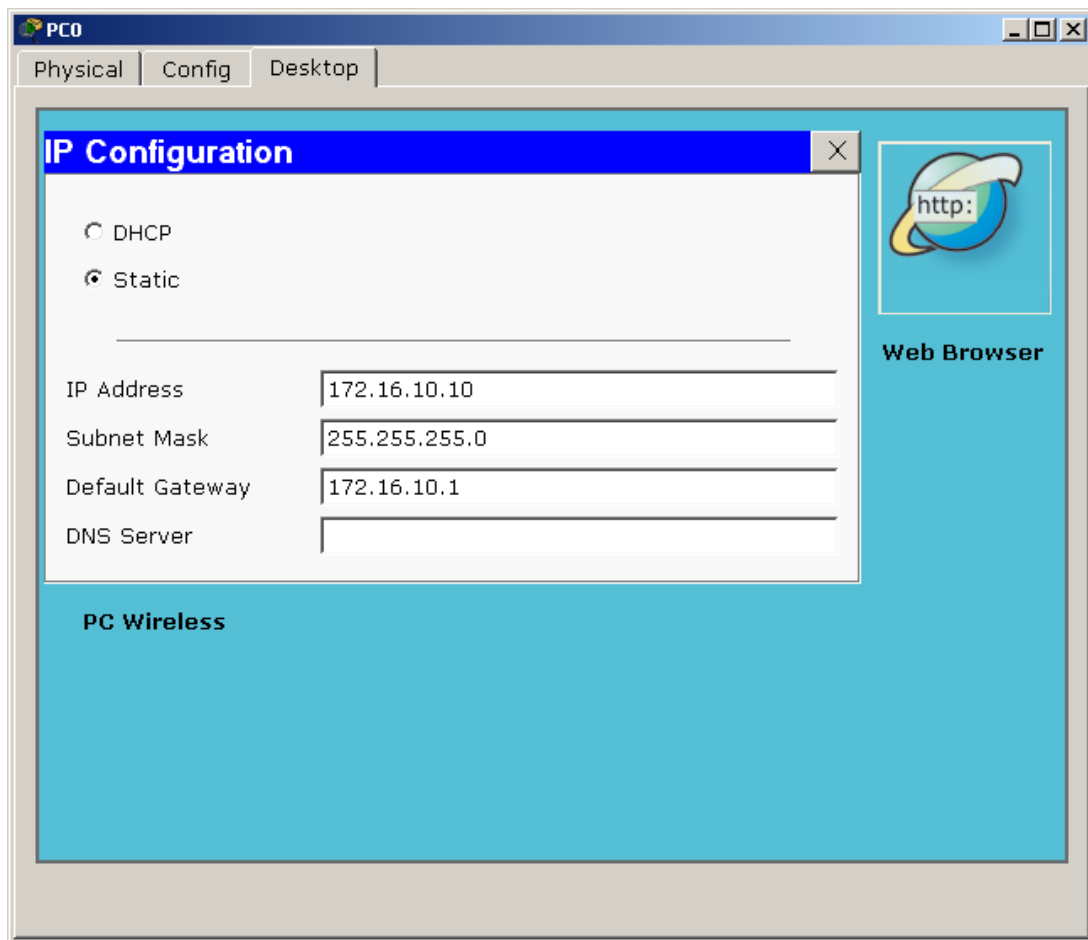 PC0
Physical Config Desktop
IP Configuration
http:
DHCP
Static
Web Browser
IP Address 172.16.10.10
Subnet Mask 255.255.255.0
Default Gateway 172.16.10.1
DNS Server
PC Wireless